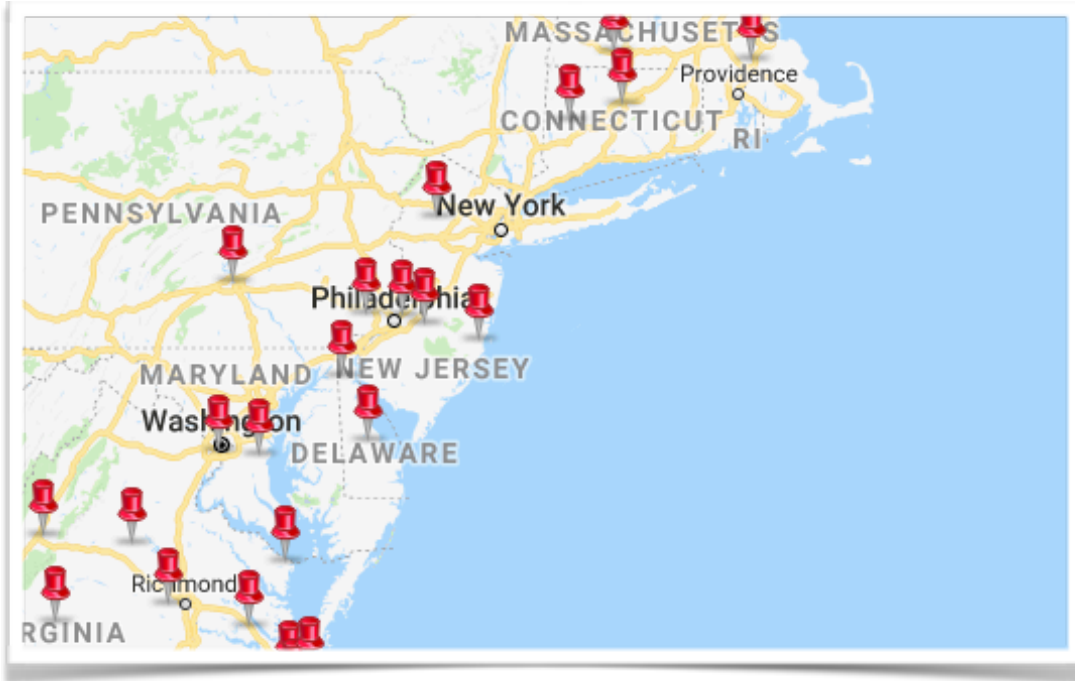 MASSACHUSETTS
Providence
CONNECTICUT
RI
New York
PENNSYLVANIA
Philadelphia
NEW JERSEY
MARYLAND
Washington
DELAWARE
Richmond
RGINIA